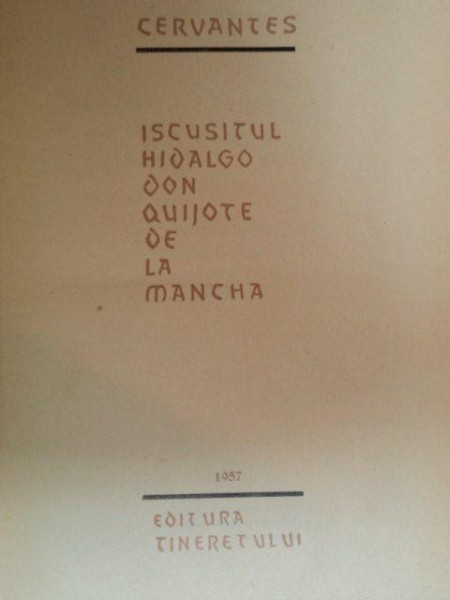 CERVANTES
ISCUSITUL
HIDALGO
DON
QUIJOTE
DE
LA
MANCHA
1957
EDITURA
TINERETULUI